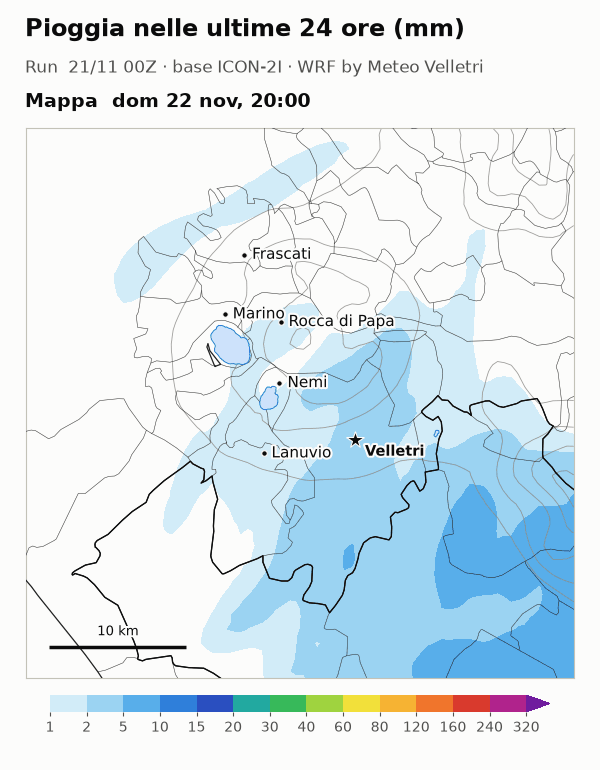 Pioggia nelle ultime 24 ore (mm)
Run 21/11 00Z · base ICON-2I · WRF by Meteo Velletri
Mappa dom 22 nov, 20:00
Frascati
Marino
Rocca di Papa
Nemi
Velletri
Lanuvio
10 km
1 2 5 10 15 20 30 40 60 80 120 160 240 320